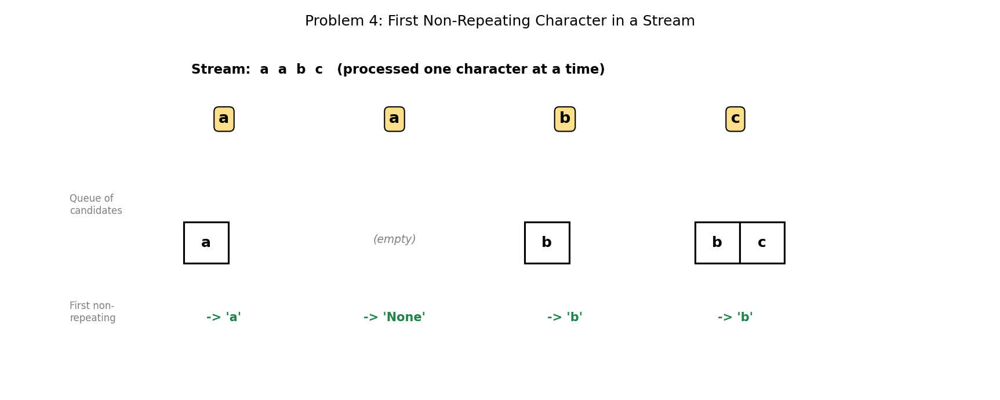 Problem 4: First Non-Repeating Character in a Stream
Stream:  a  a  b  c   (processed one character at a time)
a a b c
Queue of
candidates
a (empty) b b c
First non-
repeating
-> 'a' -> 'None' -> 'b' -> 'b'